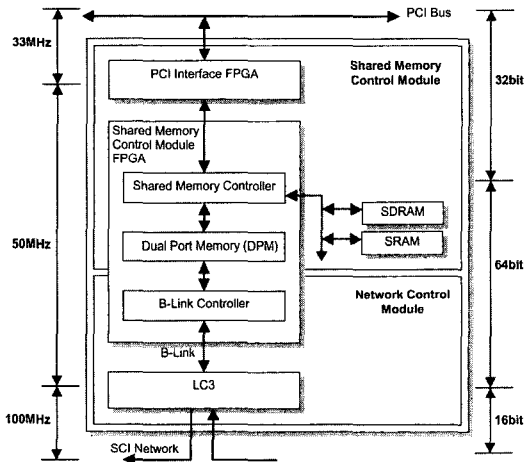 PCI Bus
33MHz
PCI Interface FPGA
Shared Memory
Control Module
32bit
Shared Memory
Control Module
FPGA
Shared Memory Controller
SDRAM
SRAM
50MHz
Dual Port Memory (DPM)
64bit
B-Link Controller
Network Control
Module
B-Link
LC3
100MHz
16bit
SCI Network